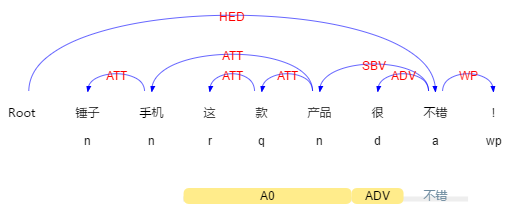 HED
ATT
SBV
ATT ATT ATT ADV WP
Root 锤子 手机 这 款 产品 很 不错 !
n n r q n d a wp
A0 ADV 不错